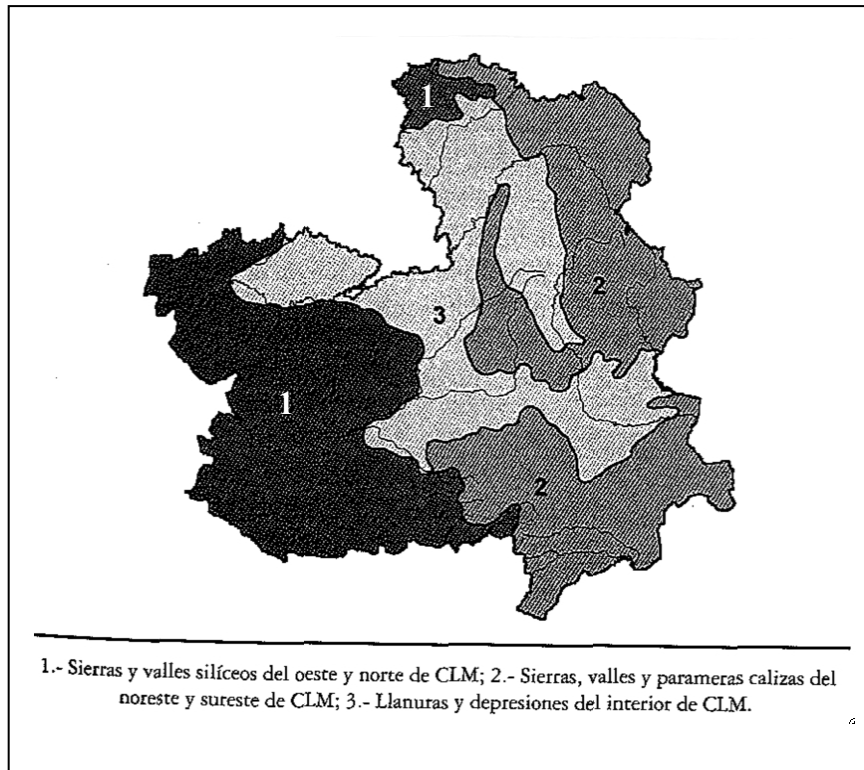 1
1
3
2
2
1.- Sierras y valles silíceos del oeste y norte de CLM; 2.- Sierras, valles y parameras calizas del
noreste y sureste de CLM; 3.- Llanuras y depresiones del interior de CLM.